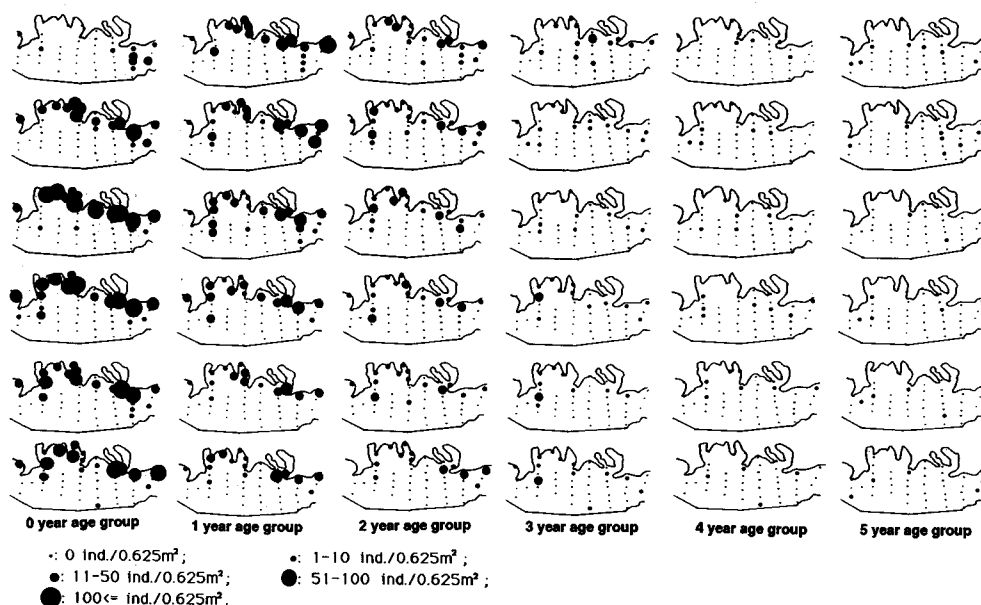 0 year age group 1 year age group 2 year age group 3 year age group 4 year age group 5 year age group
•: 0 ind./0.625m²; •: 1-10 ind./0.625m²;
●: 11-50 ind./0.625m²; ●: 51-100 ind./0.625m²;
●: 100<= ind./0.625m².